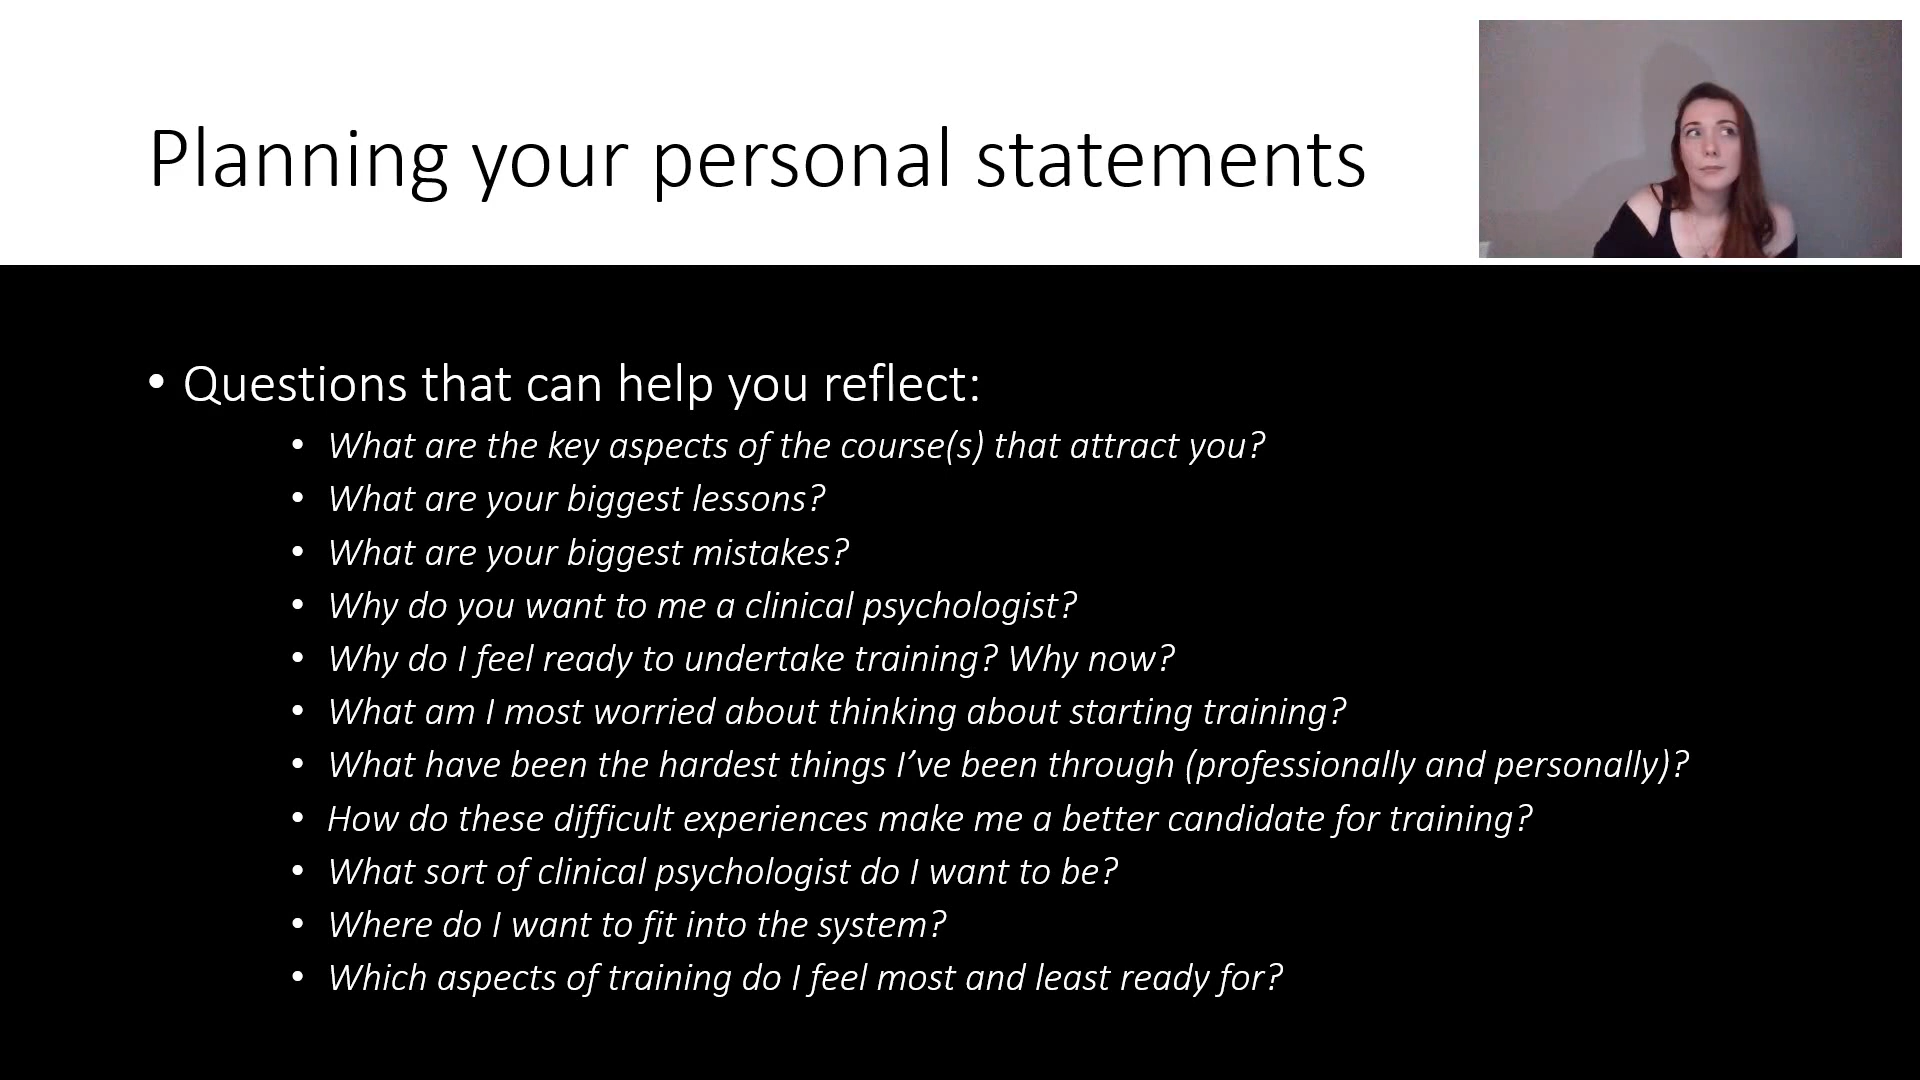 Planning your personal statements
• Questions that can help you reflect:
• What are the key aspects of the course(s) that attract you?
• What are your biggest lessons?
• What are your biggest mistakes?
• Why do you want to me a clinical psychologist?
• Why do I feel ready to undertake training? Why now?
• What am I most worried about thinking about starting training?
• What have been the hardest things I’ve been through (professionally and personally)?
• How do these difficult experiences make me a better candidate for training?
• What sort of clinical psychologist do I want to be?
• Where do I want to fit into the system?
• Which aspects of training do I feel most and least ready for?